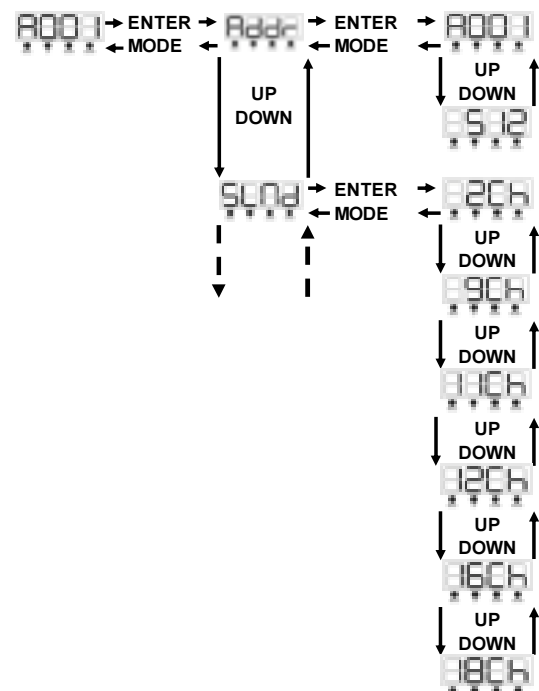 A001 ENTER Addr ENTER A001
MODE MODE
UP
DOWN
UP
DOWN
512
SLNd ENTER 2Ch
MODE
UP
DOWN
9Ch
UP
DOWN
11Ch
UP
DOWN
12Ch
UP
DOWN
16Ch
UP
DOWN
18Ch